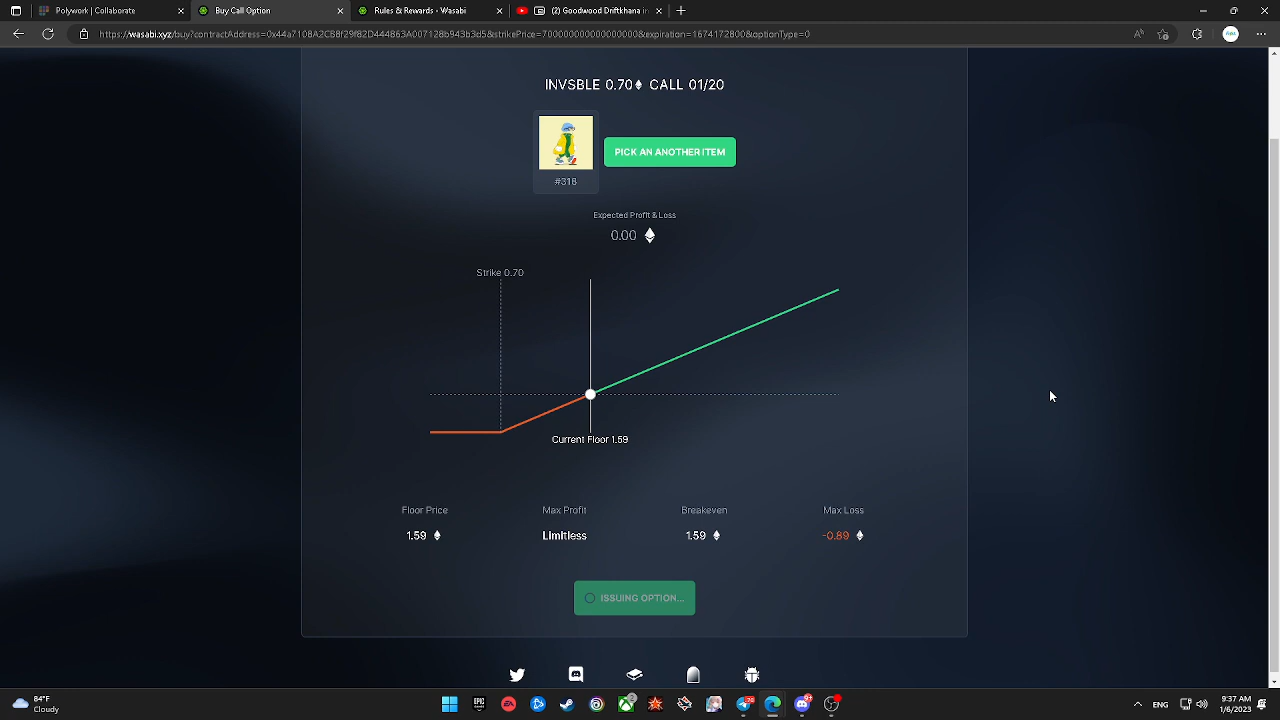 Polywork | Collaborate
Buy Call Option
Rules & Rewards - Wasabi
(2) Goodwood Driftkhana in
https://wasabi.xyz/buy?contractAddress=0x44a7108A2CB8f29f82D444863A007128b943b3c5&strikePrice=700000000000000000&expiration=1674172800&optionType=0
INVSBLE 0.70 CALL 01/20
PICK AN ANOTHER ITEM
#318
Expected Profit & Loss
0.00
Strike 0.70
Current Floor 1.59
Floor Price Max Profit Breakeven Max Loss
1.59 Limitless 1.59 -0.89
ISSUING OPTION...
84°F
Cloudy
ENG
9:37 AM
1/6/2023